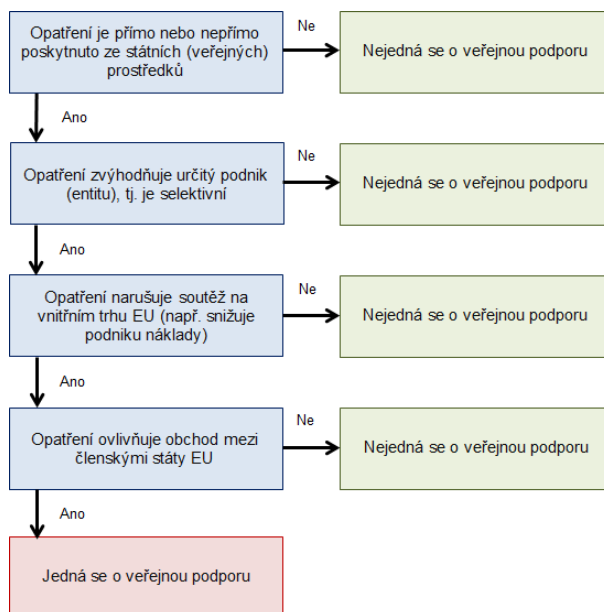 Opatření je přímo nebo nepřímo
poskytnuto ze státních (veřejných)
prostředků
Ne
Nejedná se o veřejnou podporu
Ano
Opatření zvýhodňuje určitý podnik
(entitu), tj. je selektivní
Ne
Nejedná se o veřejnou podporu
Ano
Opatření narušuje soutěž na
vnitřním trhu EU (např. snižuje
podniku náklady)
Ne
Nejedná se o veřejnou podporu
Ano
Opatření ovlivňuje obchod mezi
členskými státy EU
Ne
Nejedná se o veřejnou podporu
Ano
Jedná se o veřejnou podporu